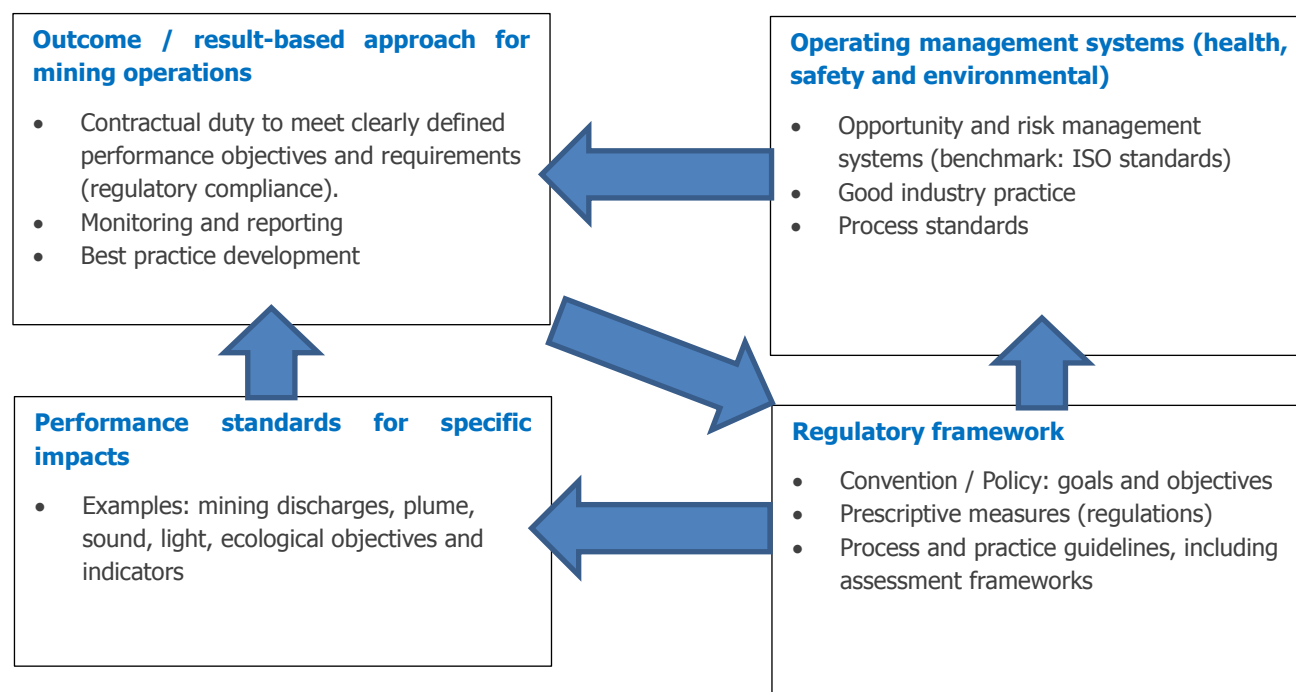 Outcome / result-based approach for
mining operations
• Contractual duty to meet clearly defined
performance objectives and requirements
(regulatory compliance).
• Monitoring and reporting
• Best practice development
Operating management systems (health,
safety and environmental)
• Opportunity and risk management
systems (benchmark: ISO standards)
• Good industry practice
• Process standards
Performance standards for specific
impacts
• Examples: mining discharges, plume,
sound, light, ecological objectives and
indicators
Regulatory framework
• Convention / Policy: goals and objectives
• Prescriptive measures (regulations)
• Process and practice guidelines, including
assessment frameworks